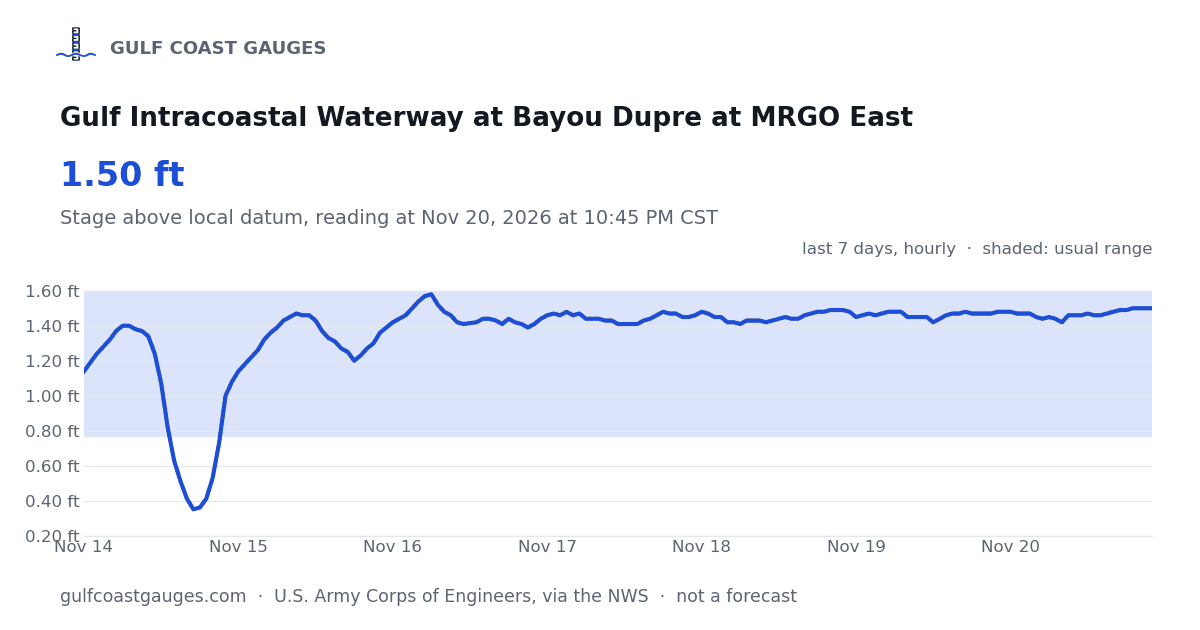 GULF COAST GAUGES
Gulf Intracoastal Waterway at Bayou Dupre at MRGO East
1.50 ft
Stage above local datum, reading at Nov 20, 2026 at 10:45 PM CST
last 7 days, hourly · shaded: usual range
1.60 ft
1.40 ft
1.20 ft
1.00 ft
0.80 ft
0.60 ft
0.40 ft
0.20 ft
Nov 14 Nov 15 Nov 16 Nov 17 Nov 18 Nov 19 Nov 20
gulfcoastgauges.com · U.S. Army Corps of Engineers, via the NWS · not a forecast